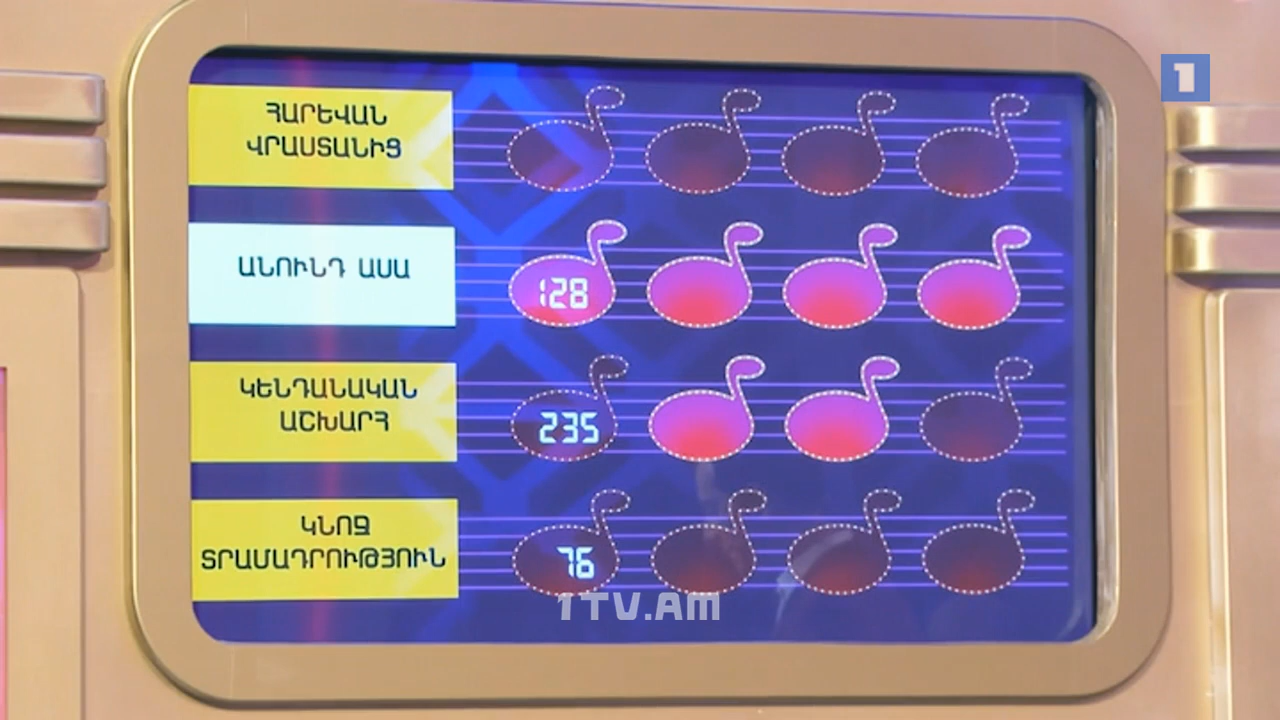 1
ՀԱՐԵՎԱՆ
ՎՐԱՍՏԱՆԻՑ
ԱՆՈՒՆԴ ԱՍԱ
128
ԿԵՆԴԱՆԱԿԱՆ
ԱՇԽԱՐՀ
235
ԿՆՈՋ
ՏՐԱՄԱԴՐՈՒԹՅՈՒՆ
76
1TV.AM